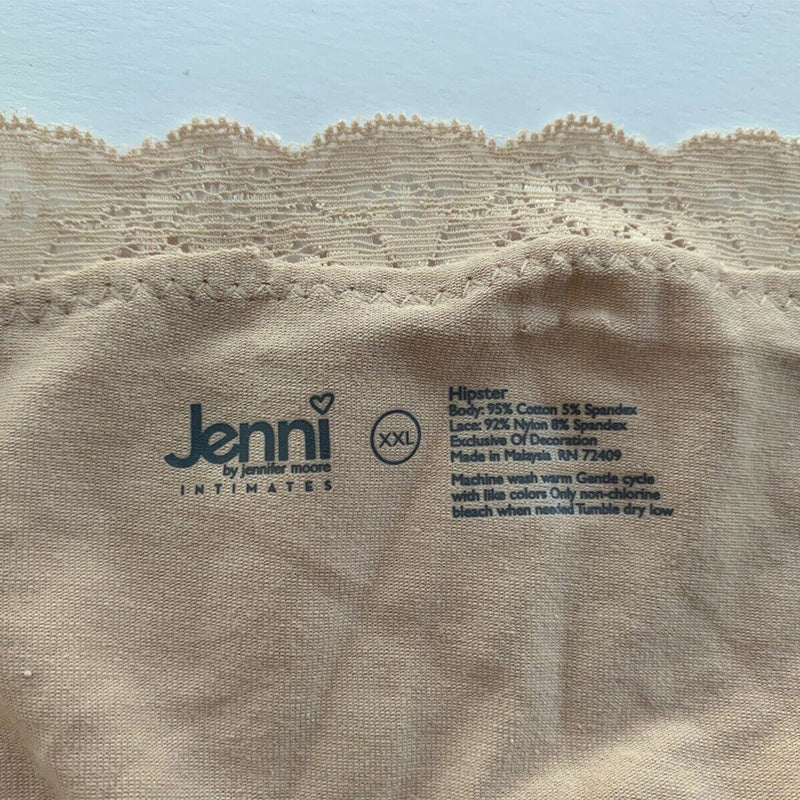 Jenni
by jennifer moore
INTIMATES
XXL
Hipster
Body: 95% Cotton 5% Spandex
Lace: 92% Nylon 8% Spandex
Exclusive Of Decoration
Made in Malaysia RN 72409
Machine wash warm Gentle cycle
with like colors Only non-chlorine
bleach when needed Tumble dry low